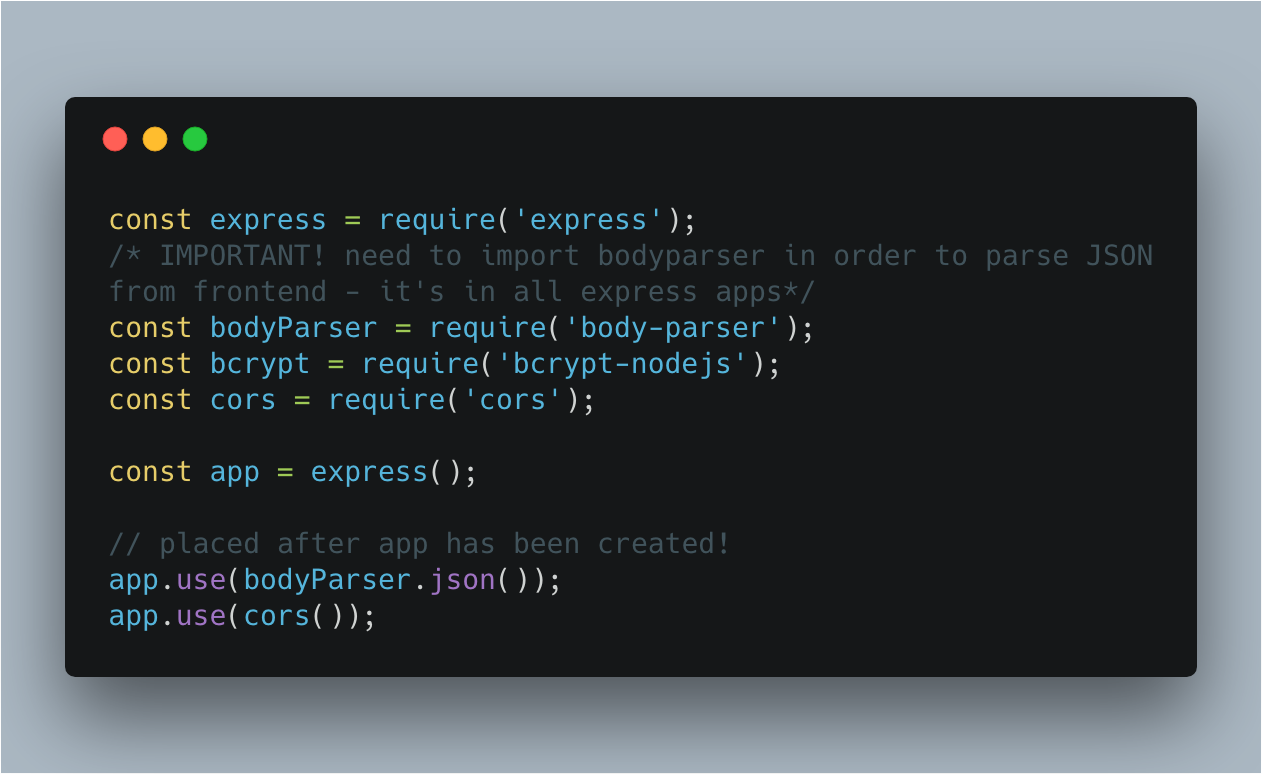 const express = require('express');
/* IMPORTANT! need to import bodyparser in order to parse JSON
from frontend - it's in all express apps*/
const bodyParser = require('body-parser');
const bcrypt = require('bcrypt-nodejs');
const cors = require('cors');
const app = express();
// placed after app has been created!
app.use(bodyParser.json());
app.use(cors());